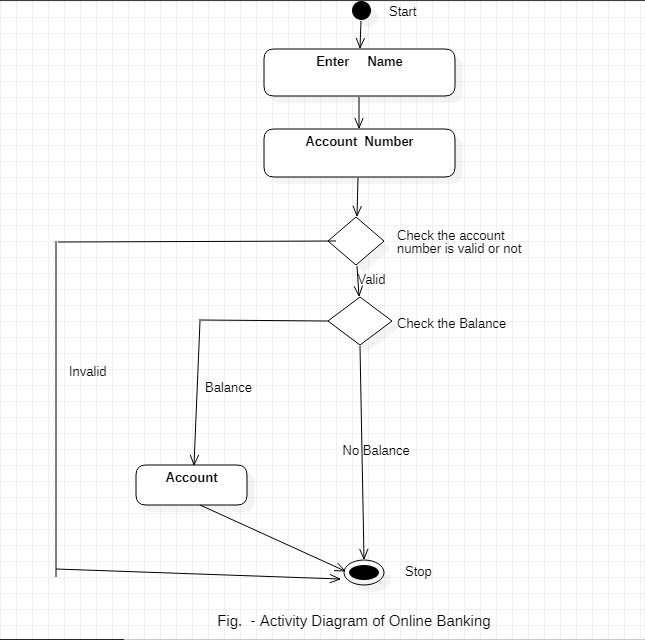 Start
Enter Name
Account Number
Check the account
number is valid or not
Valid
Check the Balance
Invalid
Balance
No Balance
Account
Stop
Fig. - Activity Diagram of Online Banking